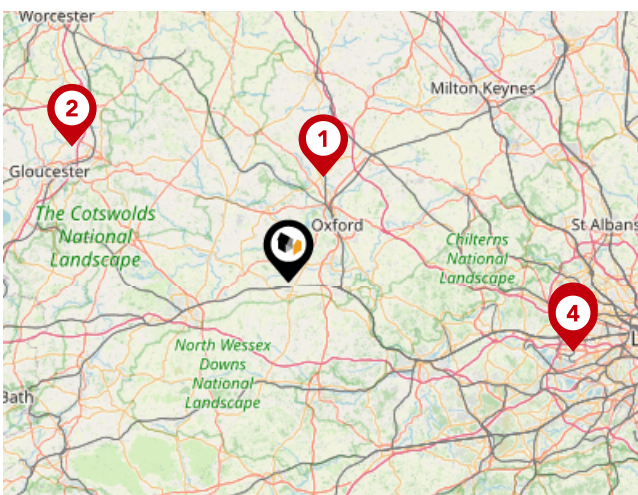 Worcester
Milton Keynes
2
1
Gloucester
The Cotswolds
National
Landscape
Oxford
St Albans
Chilterns
National
Landscape
4
L
North Wessex
Downs
National
Landscape
Bath